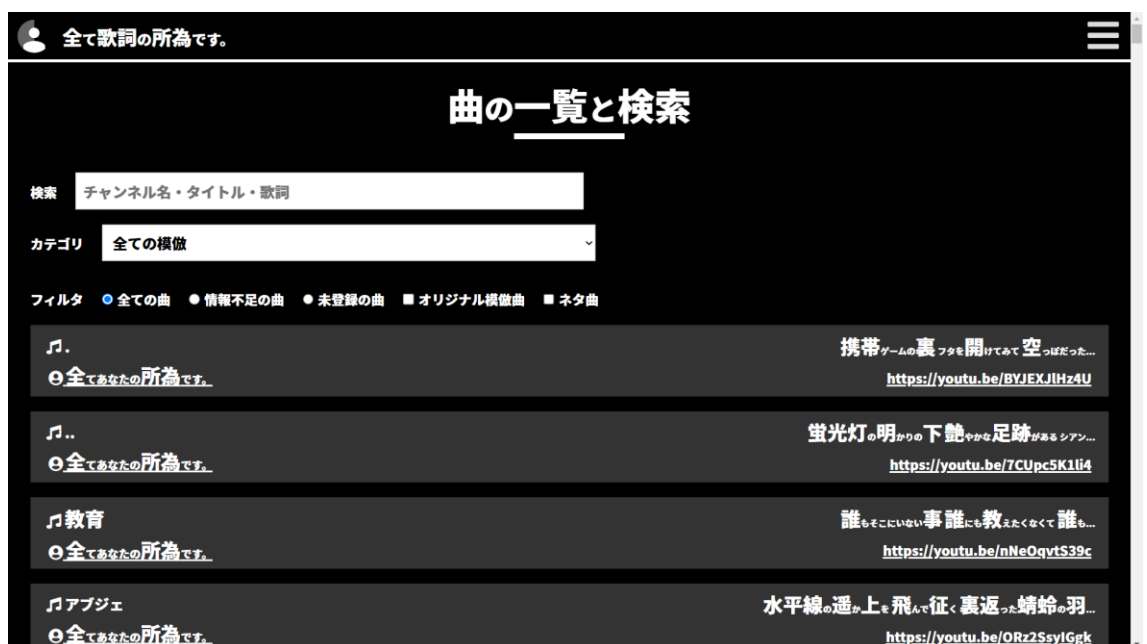 全て歌詞の所為です。
曲の一覧と検索
検索 チャンネル名・タイトル・歌詞
カテゴリ 全ての模倣
フィルタ 全ての曲 情報不足の曲 未登録の曲 オリジナル模倣曲 ネタ曲
♫. 携帯ゲームの裏フタを開けてみて空っぽだった...
全てあなたの所為です。 https://youtu.be/BYJEXJlHz4U
♫.. 蛍光灯の明かりの下艶やかな足跡があるシアン...
全てあなたの所為です。 https://youtu.be/7CUpc5K1li4
♫教育 誰もそこにいない事誰にも教えたくなくて誰も...
全てあなたの所為です。 https://youtu.be/nNeOqvtS39c
♫アブジェ 水平線の遥か上を飛んで征く裏返った蜻蛉の羽...
全てあなたの所為です。 https://youtu.be/ORz2SsyIGgk